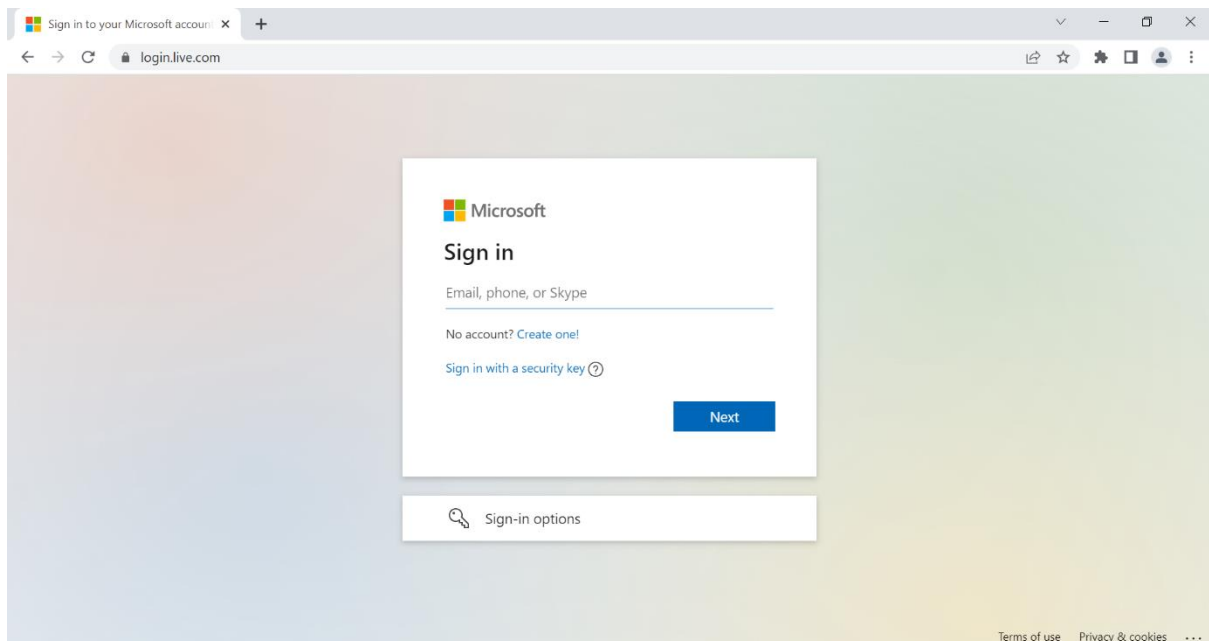 Sign in to your Microsoft accoun
login.live.com
Microsoft
Sign in
Email, phone, or Skype
No account? Create one!
Sign in with a security key
Next
Sign-in options
Terms of use Privacy & cookies ...